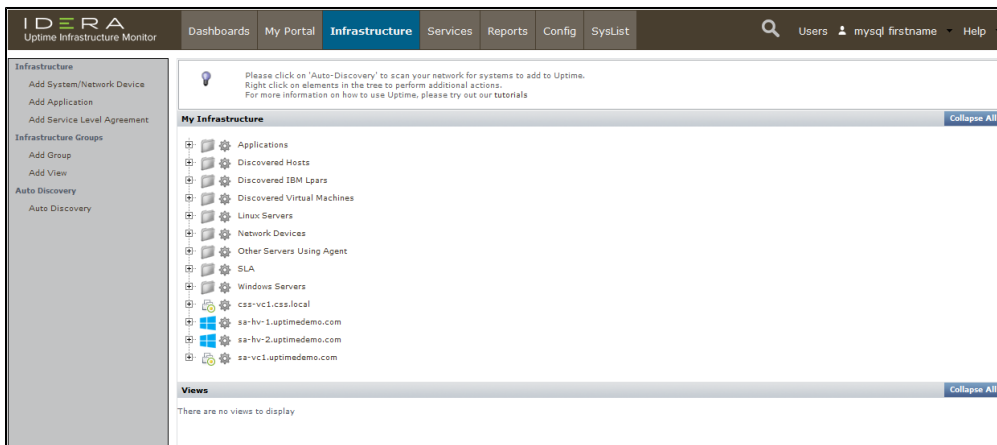 IDERA
Uptime Infrastructure Monitor
Dashboards My Portal Infrastructure Services Reports Config SysList
Users mysql firstname Help
Infrastructure
Add System/Network Device
Add Application
Add Service Level Agreement
Infrastructure Groups
Add Group
Add View
Auto Discovery
Auto Discovery
Please click on 'Auto-Discovery' to scan your network for systems to add to Uptime.
Right click on elements in the tree to perform additional actions.
For more information on how to use Uptime, please try out our tutorials
My Infrastructure Collapse All
Applications
Discovered Hosts
Discovered IBM Lpars
Discovered Virtual Machines
Linux Servers
Network Devices
Other Servers Using Agent
SLA
Windows Servers
css-vc1.css.local
sa-hv-1.uptimedemo.com
sa-hv-2.uptimedemo.com
sa-vc1.uptimedemo.com
Views Collapse All
There are no views to display